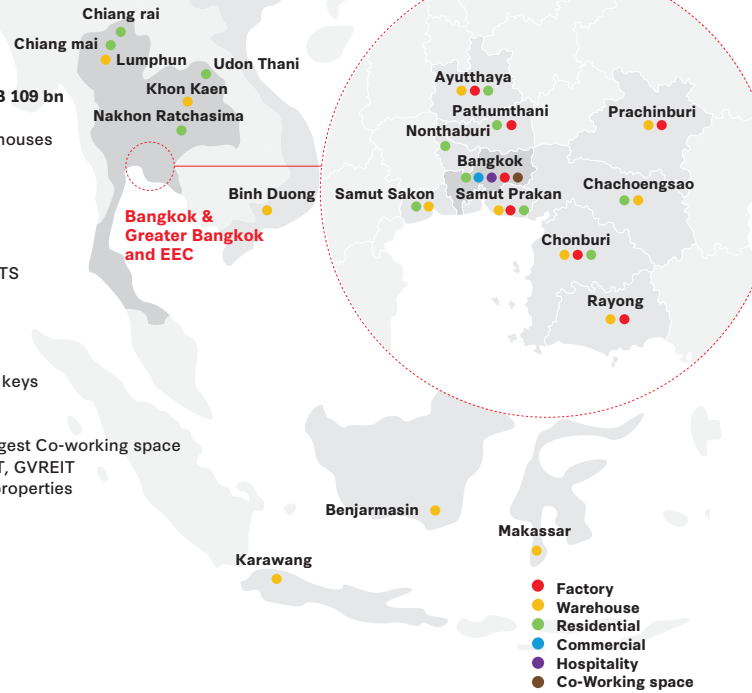 Chiang rai
Chiang mai
Lumphun
Udon Thani
B 109 bn
Khon Kaen
Nakhon Ratchasima
houses
Binh Duong
Bangkok &
Greater Bangkok
and EEC
TS
keys
gest Co-working space
T, GVREIT
properties
Ayutthaya
Pathumthani
Prachinburi
Nonthaburi
Bangkok
Chachoengsao
Samut Sakon
Samut Prakan
Chonburi
Rayong
Benjarmasin
Makassar
Karawang
Factory
Warehouse
Residential
Commercial
Hospitality
Co-Working space